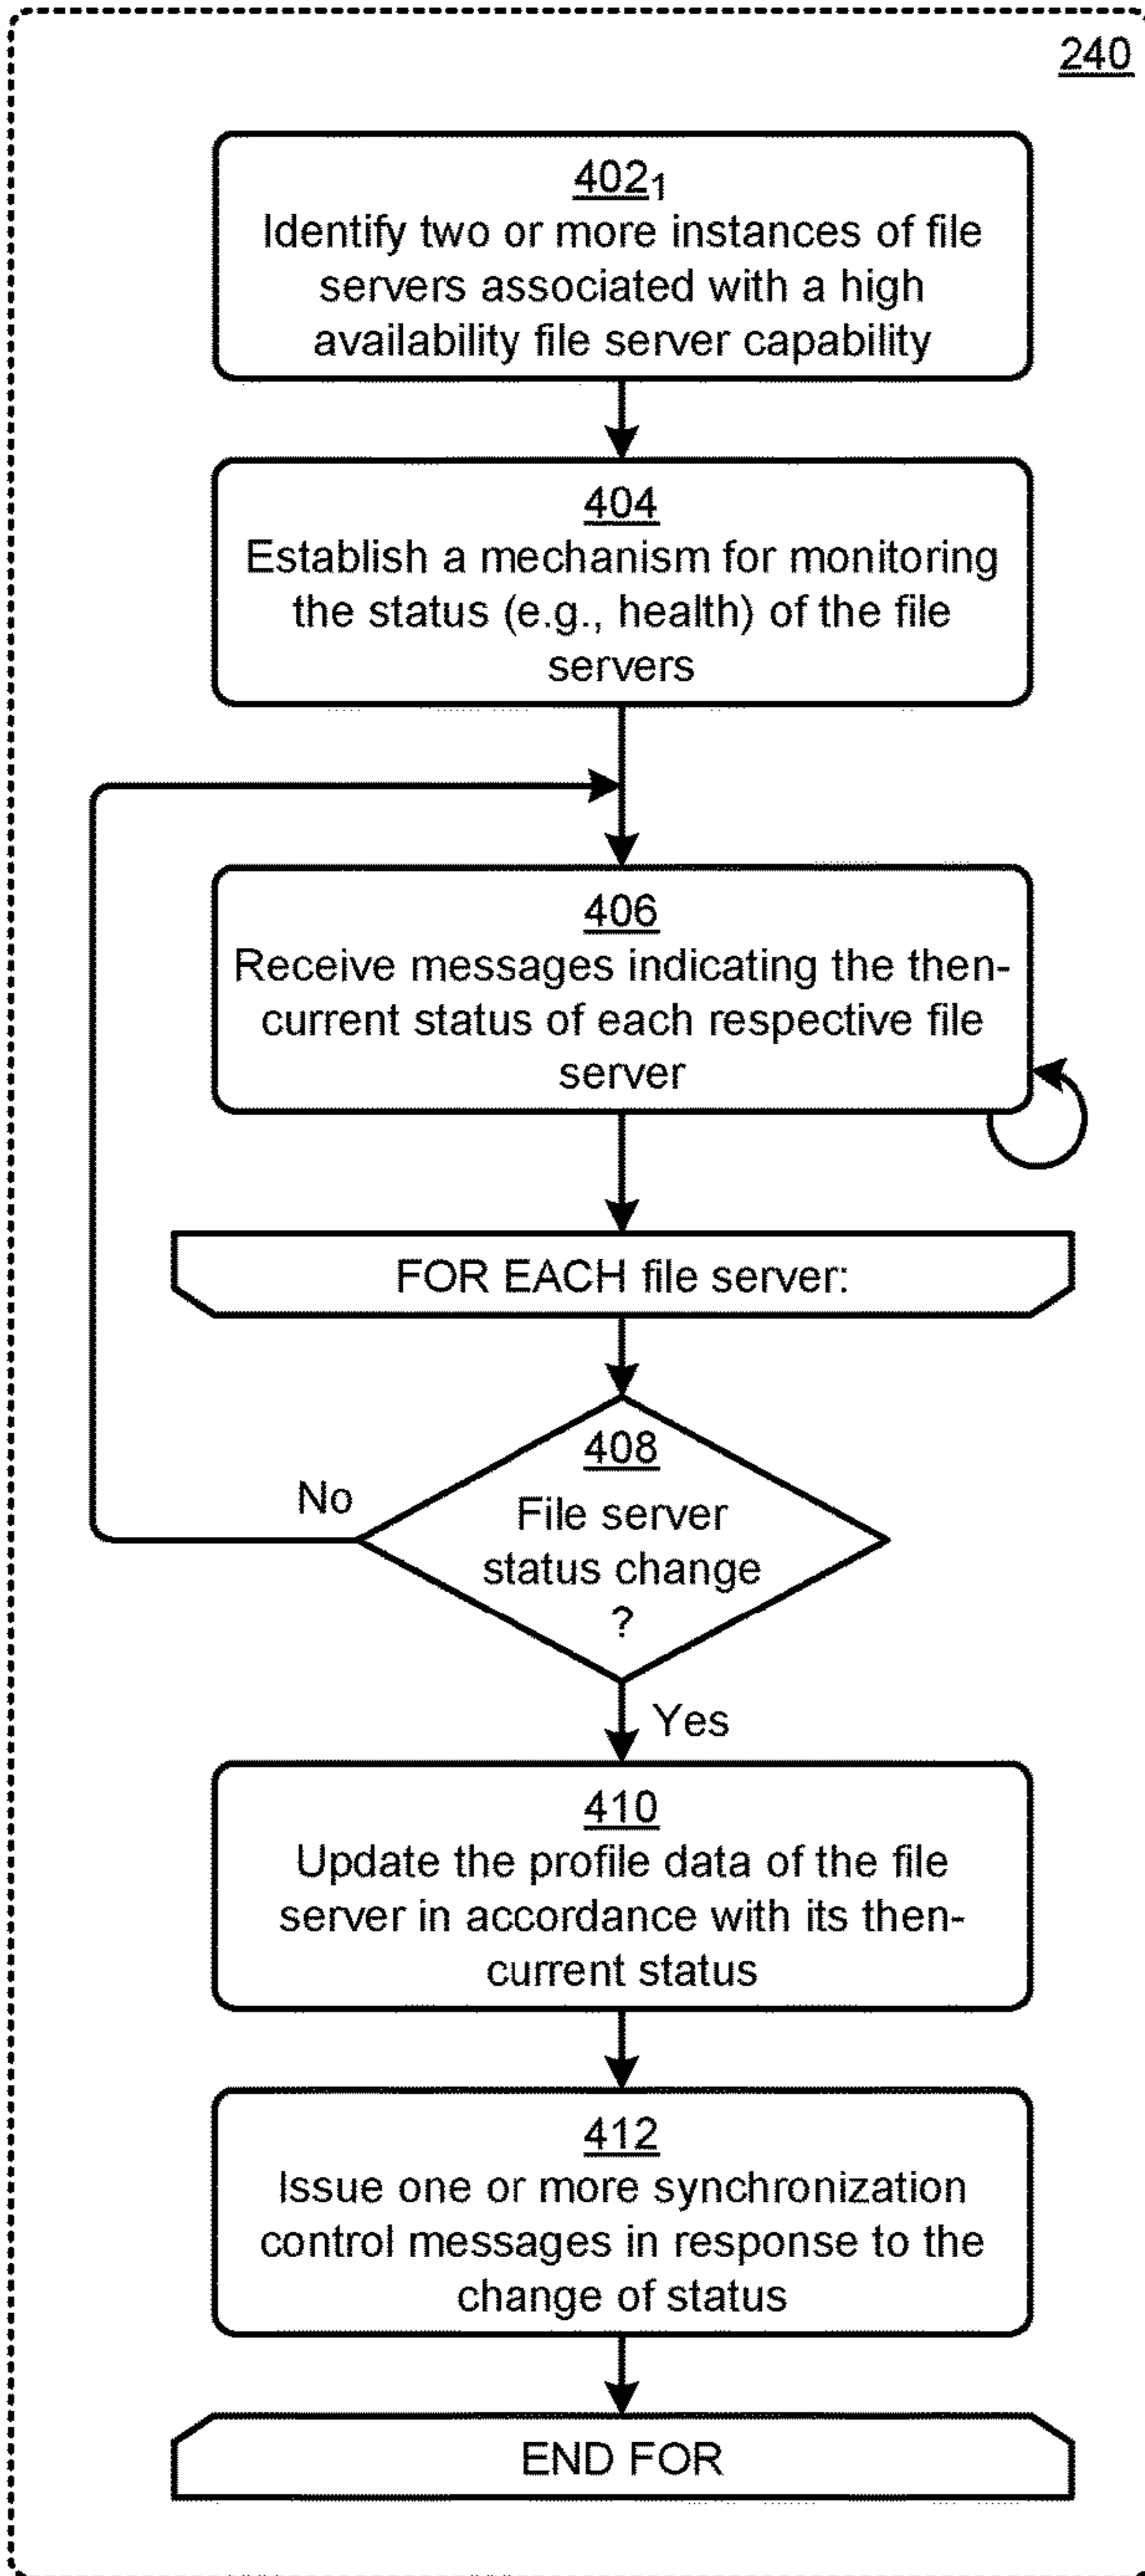 240
402₁
Identify two or more instances of file
servers associated with a high
availability file server capability
404
Establish a mechanism for monitoring
the status (e.g., health) of the file
servers
406
Receive messages indicating the then-
current status of each respective file
server
FOR EACH file server:
408
No
File server
status change
?
Yes
410
Update the profile data of the file
server in accordance with its then-
current status
412
Issue one or more synchronization
control messages in response to the
change of status
END FOR